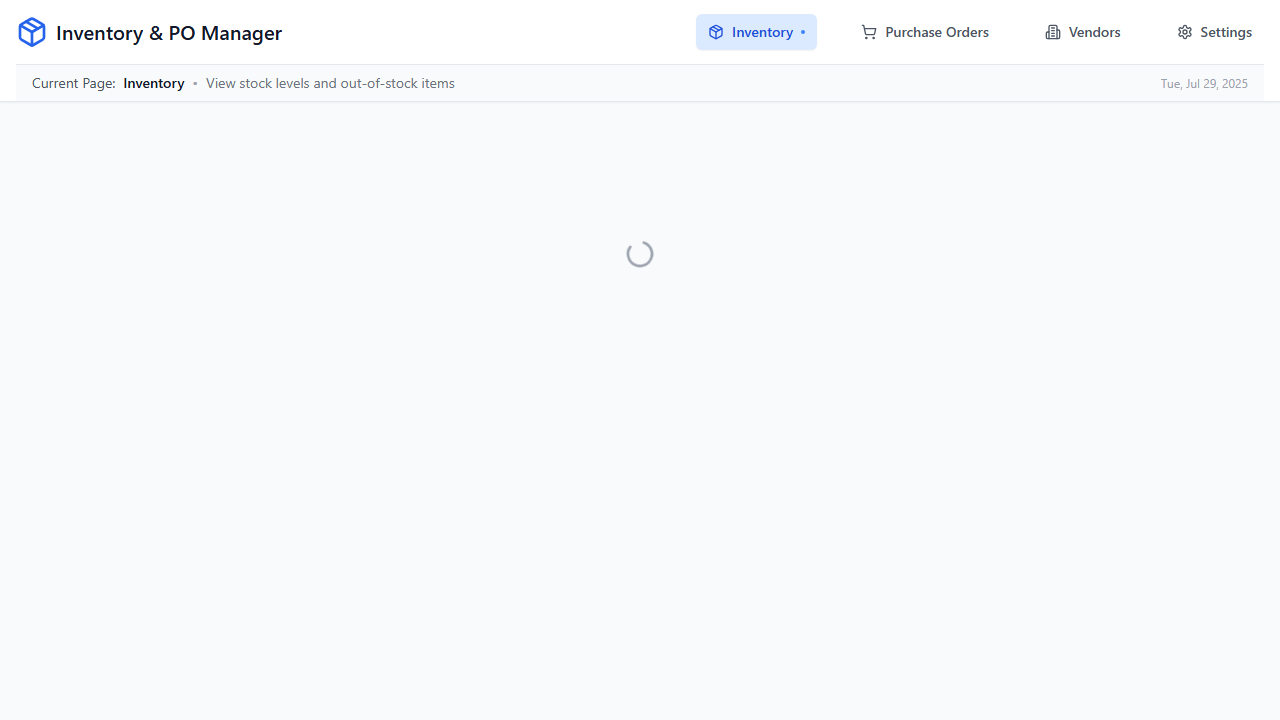 Inventory & PO Manager
Inventory •
Purchase Orders
Vendors
Settings
Current Page: Inventory • View stock levels and out-of-stock items
Tue, Jul 29, 2025